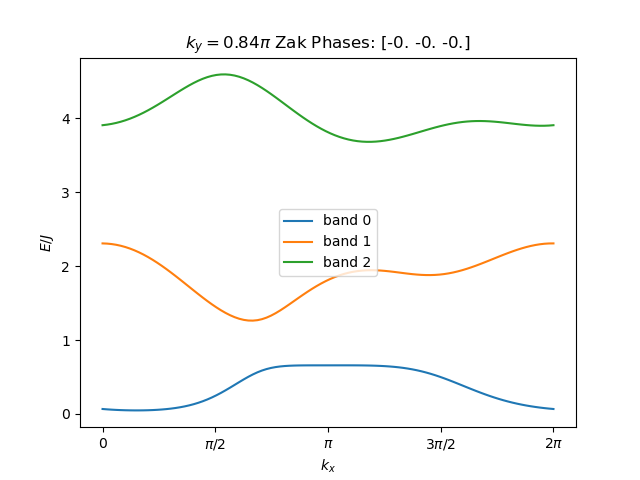 $k_y = 0.84\pi$ Zak Phases: [-0. -0. -0.]
4
3
2
1
0
E/J
band 0
band 1
band 2
0
π/2
π
3π/2
2π
$k_x$